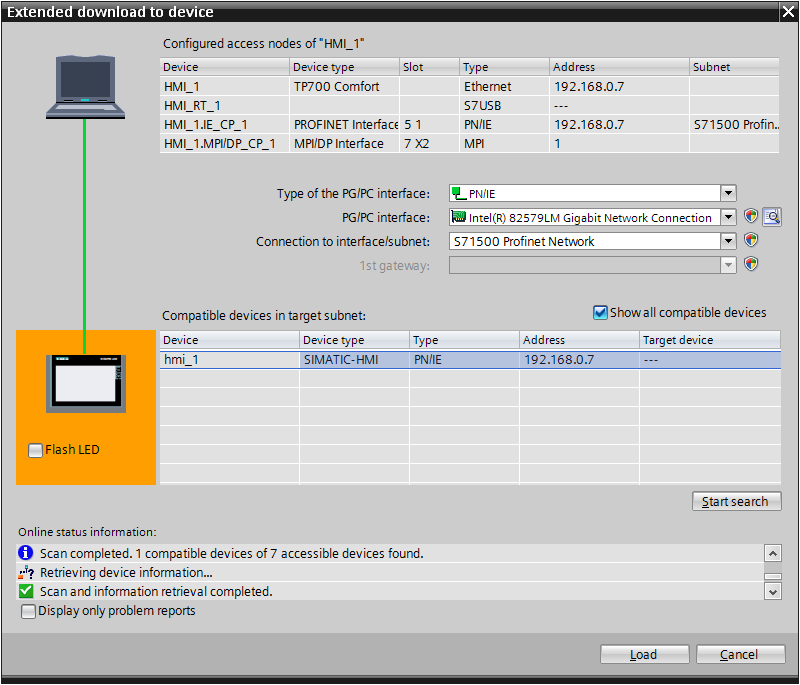 Extended download to device
Configured access nodes of "HMI_1"
Device Device type Slot Type Address Subnet
HMI_1 TP700 Comfort Ethernet 192.168.0.7
HMI_RT_1 S7USB ---
HMI_1.IE_CP_1 PROFINET Interface 5 1 PN/IE 192.168.0.7 S71500 Profin...
HMI_1.MPI/DP_CP_1 MPI/DP Interface 7 X2 MPI 1
Type of the PG/PC interface: PN/IE
PG/PC interface: Intel(R) 82579LM Gigabit Network Connection
Connection to interface/subnet: S71500 Profinet Network
1st gateway:
Compatible devices in target subnet: Show all compatible devices
Device Device type Type Address Target device
hmi_1 SIMATIC-HMI PN/IE 192.168.0.7 ---
Flash LED
Start search
Online status information:
Scan completed. 1 compatible devices of 7 accessible devices found.
Retrieving device information...
Scan and information retrieval completed.
Display only problem reports
Load Cancel